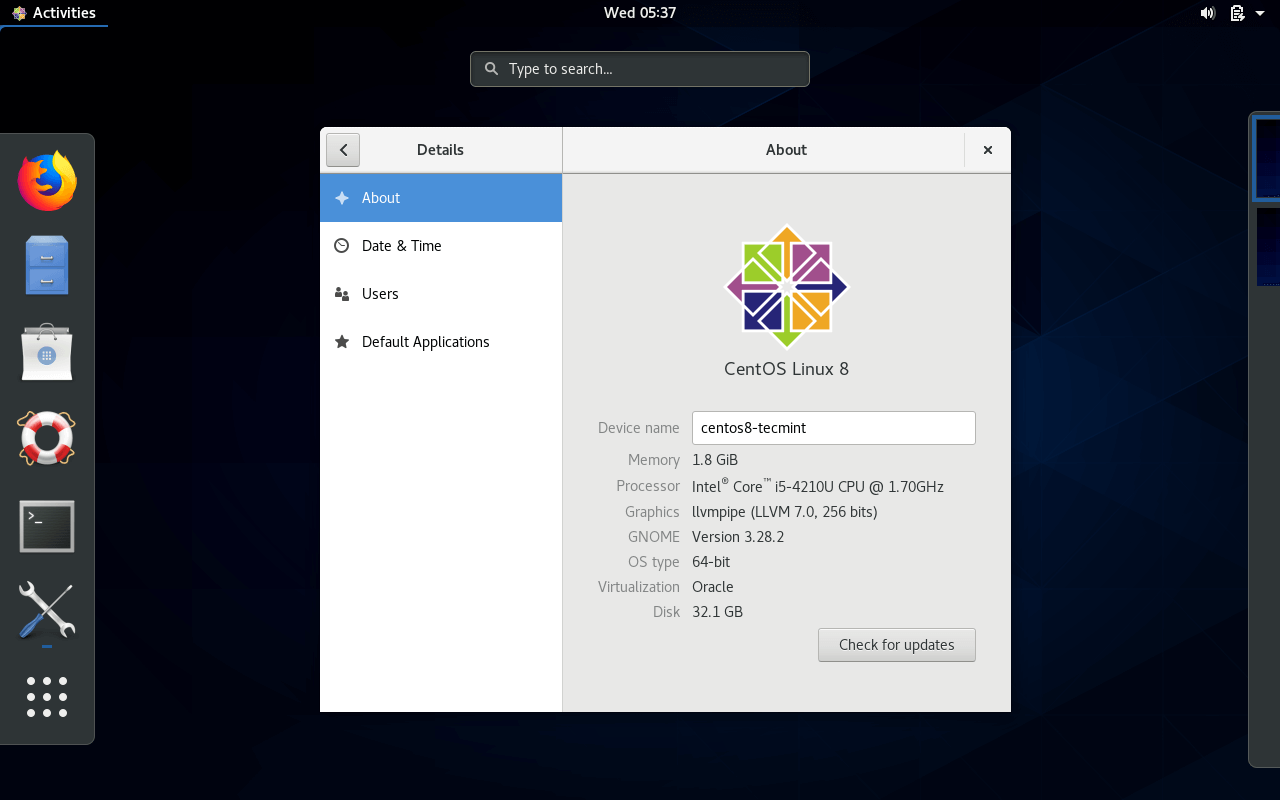 Activities
Wed 05:37
Type to search...
Details
About
About
Date & Time
Users
Default Applications
CentOS Linux 8
Device name centos8-tecmint
Memory 1.8 GiB
Processor Intel® Core™ i5-4210U CPU @ 1.70GHz
Graphics llvmpipe (LLVM 7.0, 256 bits)
GNOME Version 3.28.2
OS type 64-bit
Virtualization Oracle
Disk 32.1 GB
Check for updates
>_